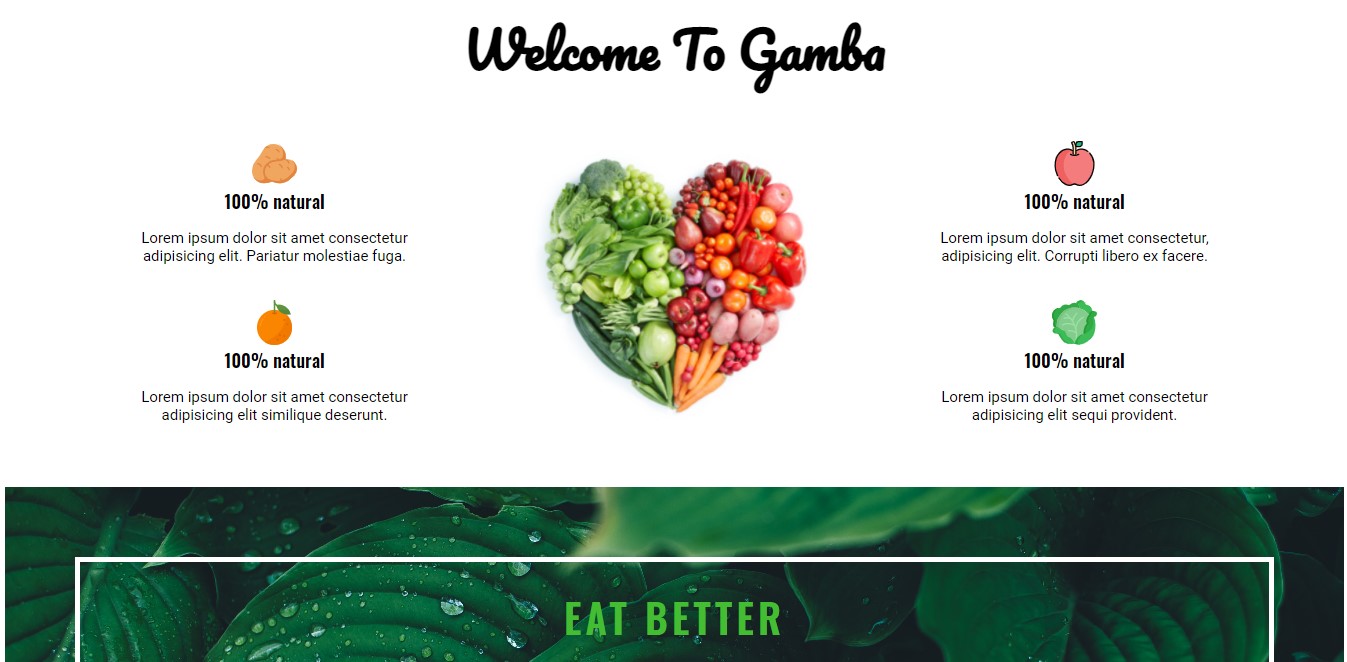 Welcome To Gamba
100% natural
Lorem ipsum dolor sit amet consectetur
adipisicing elit. Pariatur molestiae fuga.
100% natural
Lorem ipsum dolor sit amet consectetur
adipisicing elit similique deserunt.
100% natural
Lorem ipsum dolor sit amet consectetur,
adipisicing elit. Corrupti libero ex facere.
100% natural
Lorem ipsum dolor sit amet consectetur
adipisicing elit sequi provident.
EAT BETTER